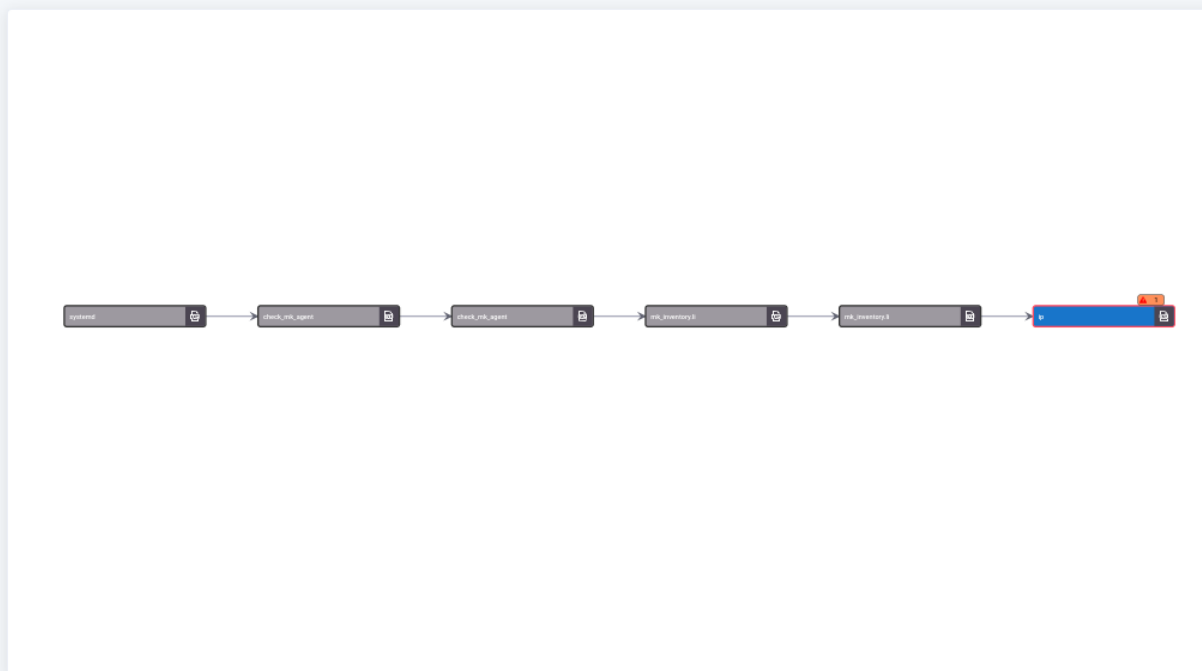 systemd
check_mk_agent
check_mk_agent
mk_inventory.li
mk_inventory.li
1
ip